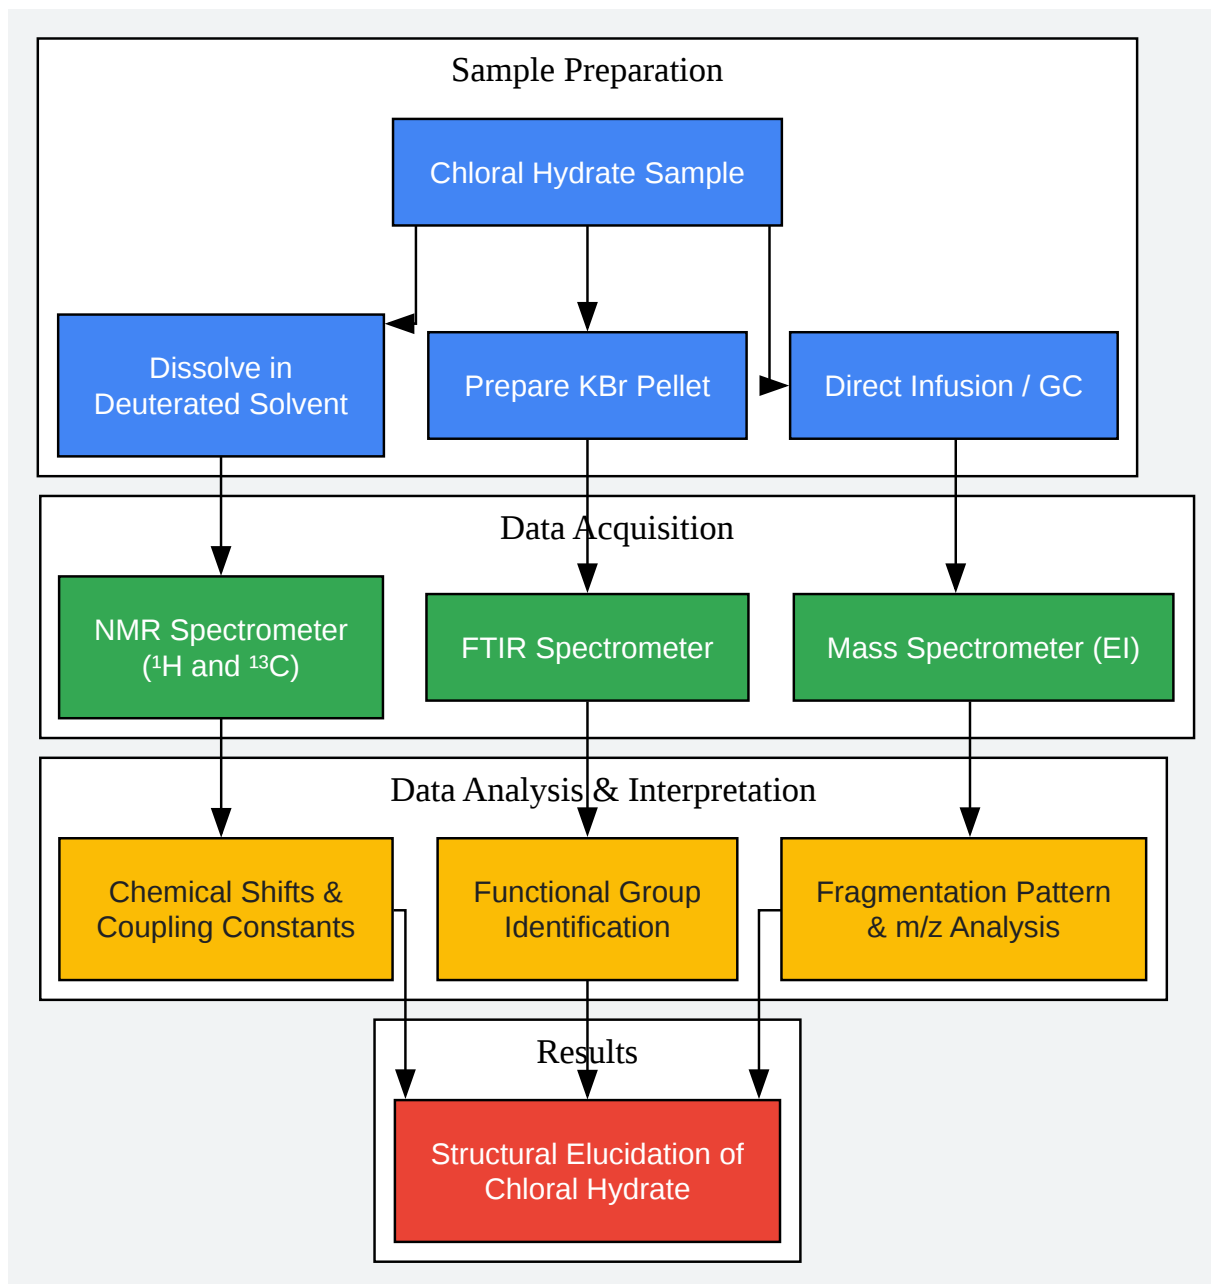 Sample Preparation
Chloral Hydrate Sample
Dissolve in
Deuterated Solvent
Prepare KBr Pellet
Direct Infusion / GC
Data Acquisition
NMR Spectrometer
(¹H and ¹³C)
FTIR Spectrometer
Mass Spectrometer (EI)
Data Analysis & Interpretation
Chemical Shifts &
Coupling Constants
Functional Group
Identification
Fragmentation Pattern
& m/z Analysis
Results
Structural Elucidation of
Chloral Hydrate